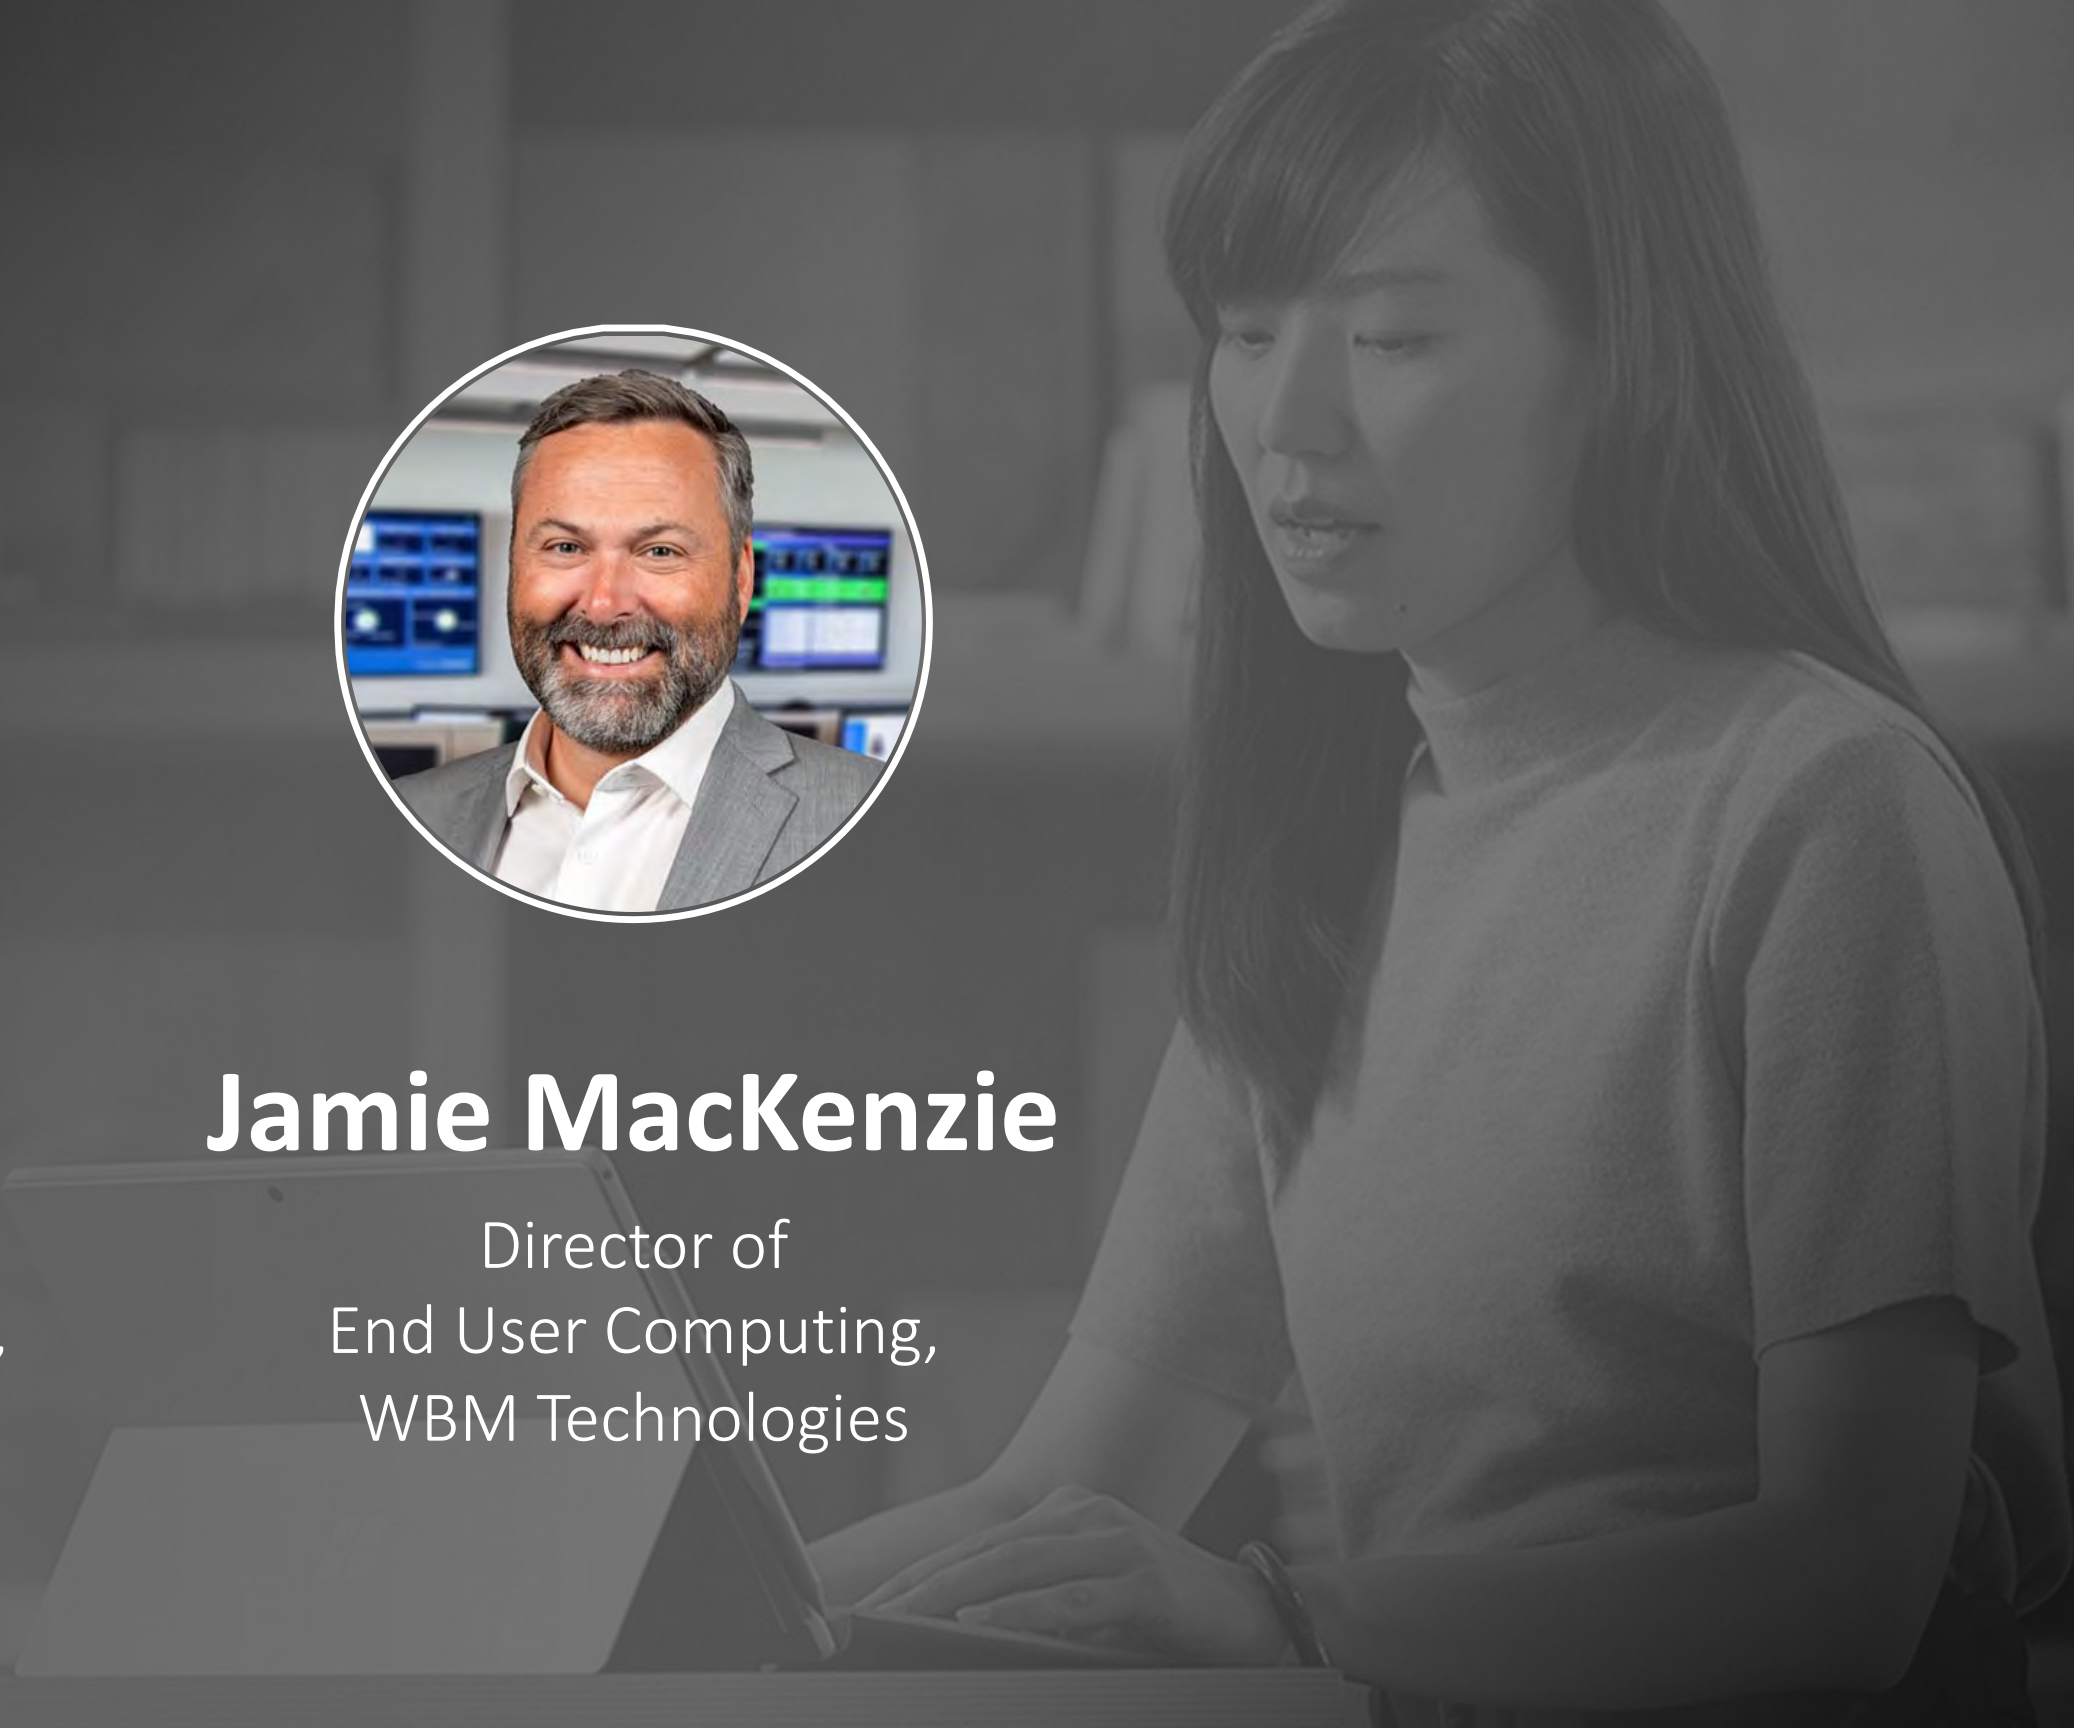 Jamie MacKenzie
Director of
End User Computing,
WBM Technologies
,